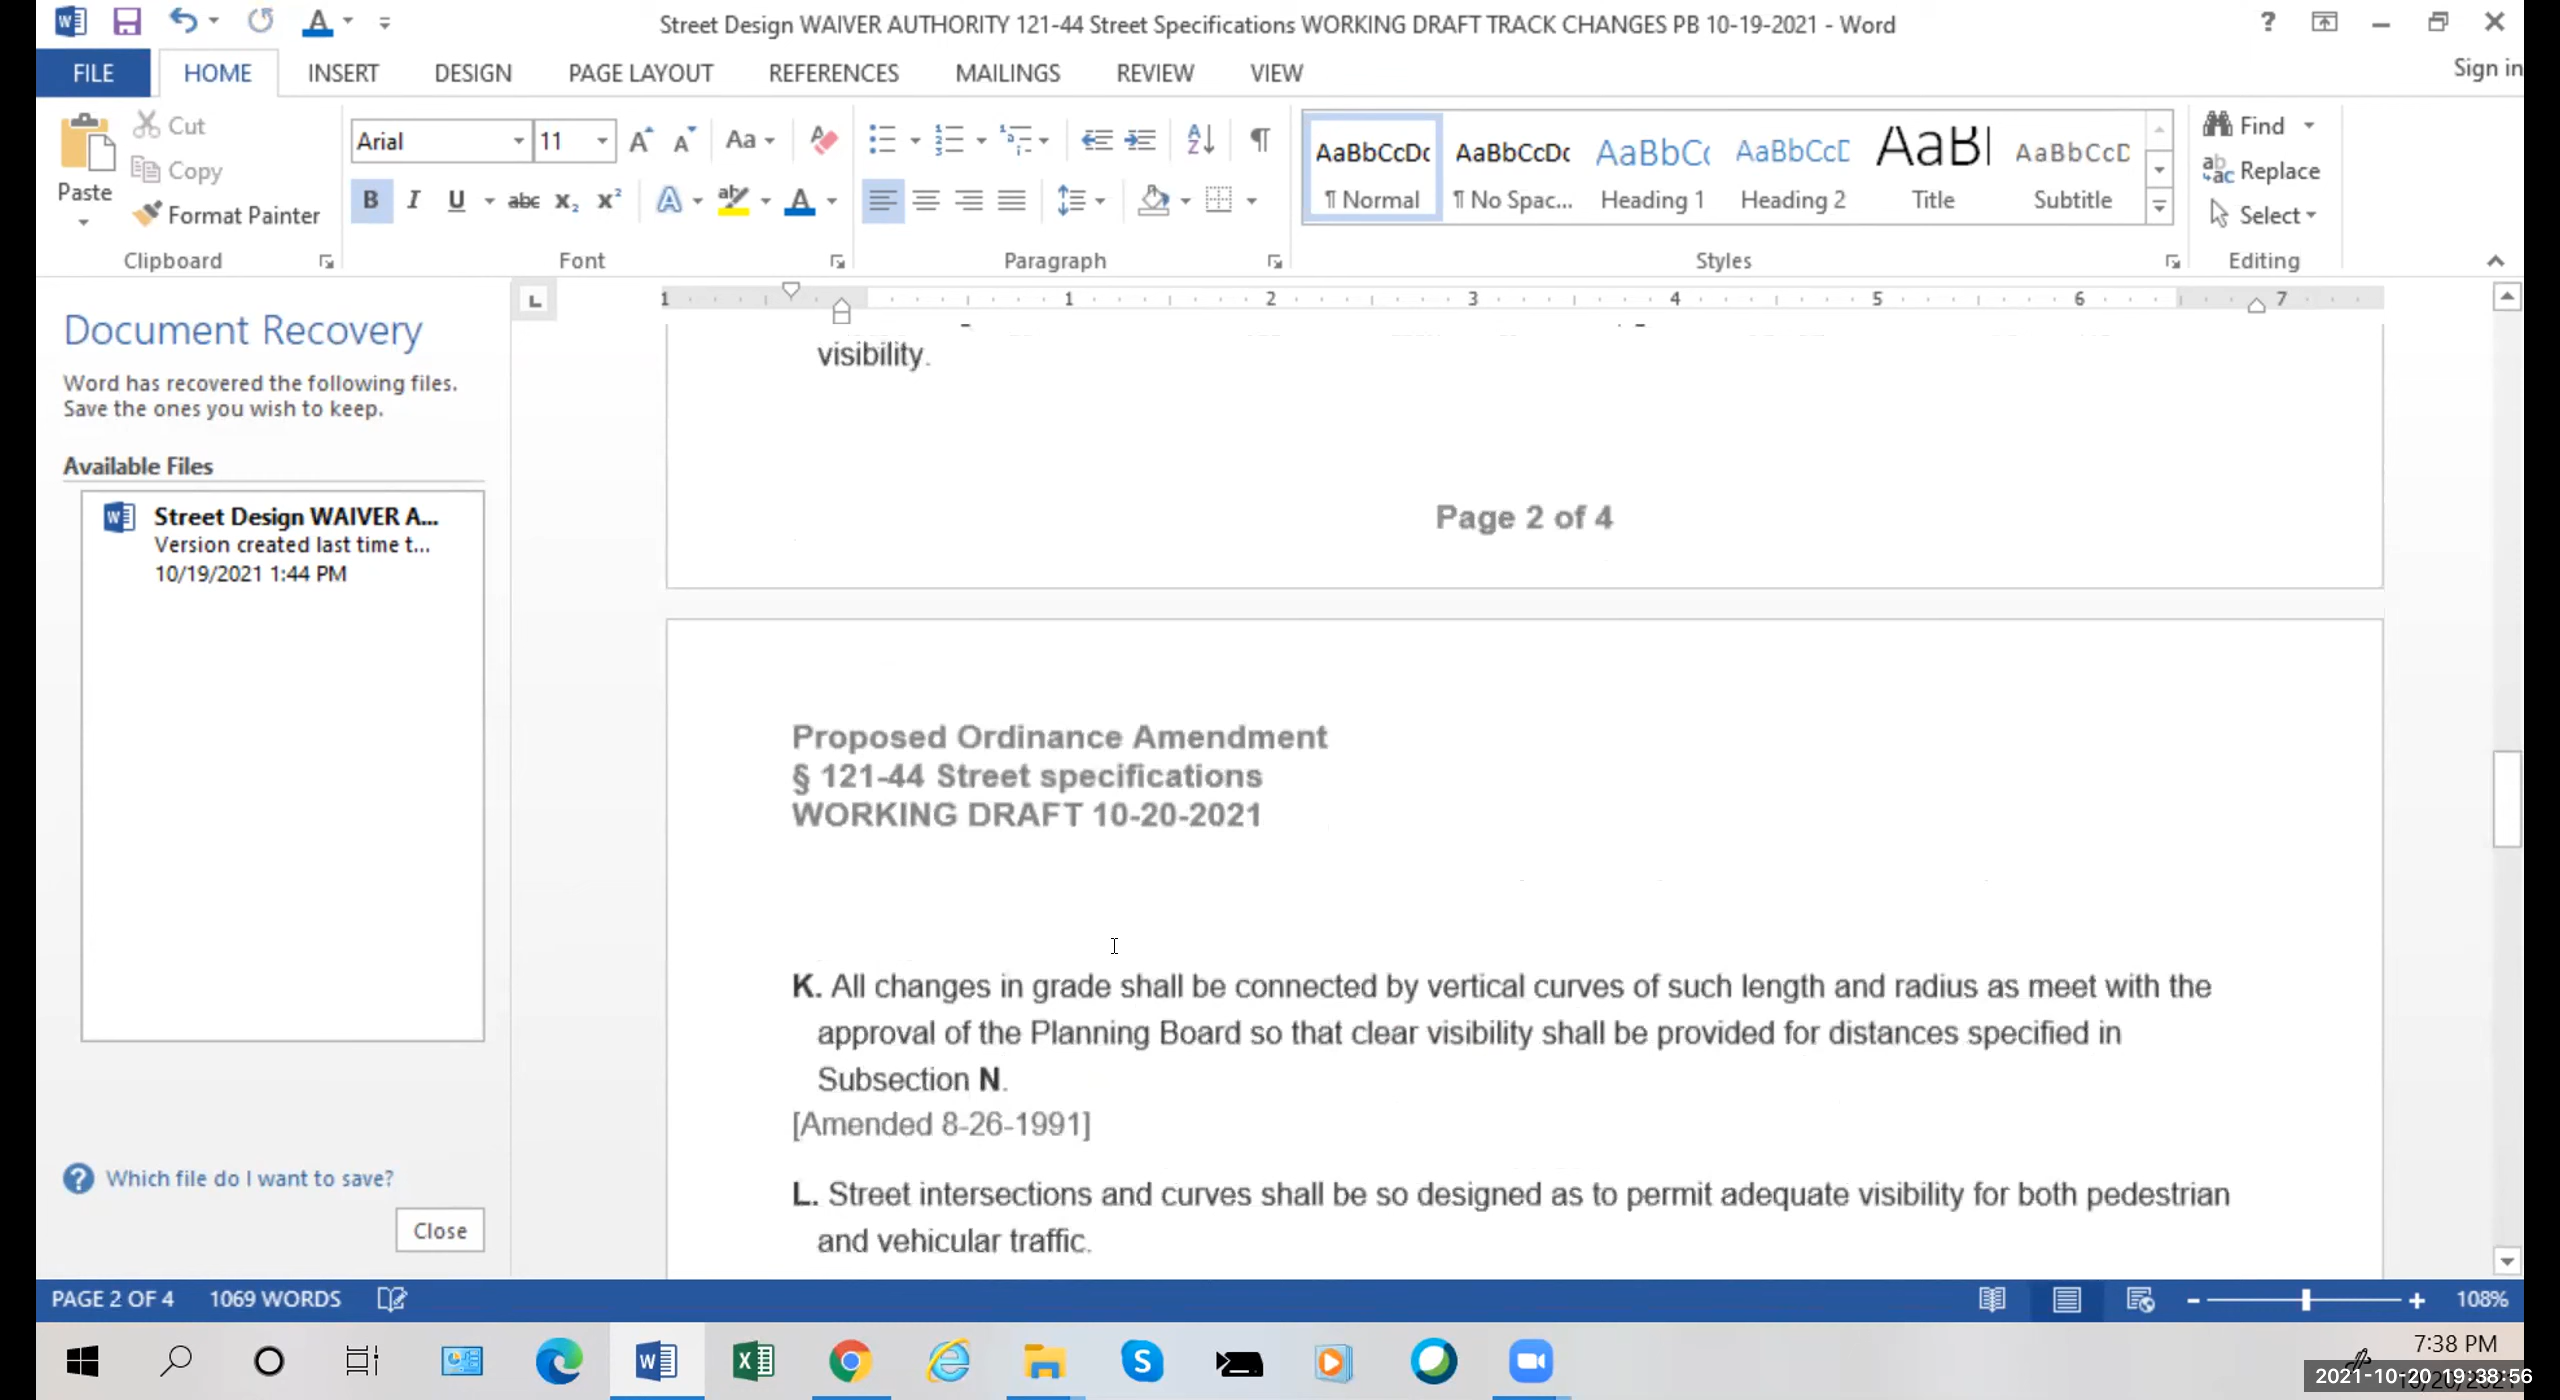 Street Design WAIVER AUTHORITY 121-44 Street Specifications WORKING DRAFT TRACK CHANGES PB 10-19-2021 - Word
FILE HOME INSERT DESIGN PAGE LAYOUT REFERENCES MAILINGS REVIEW VIEW Sign in
Cut
Copy
Paste
Format Painter
Clipboard
Arial 11
Font
Paragraph
AaBbCcDc AaBbCcDc AaBbC AaBbCcD AaBl AaBbCcD
¶ Normal ¶ No Spac... Heading 1 Heading 2 Title Subtitle
Styles
Find
Replace
Select
Editing
1 1 2 3 4 5 6 7
Document Recovery
Word has recovered the following files.
Save the ones you wish to keep.
Available Files
Street Design WAIVER A...
Version created last time t...
10/19/2021 1:44 PM
Which file do I want to save?
Close
visibility.
Page 2 of 4
Proposed Ordinance Amendment
§ 121-44 Street specifications
WORKING DRAFT 10-20-2021
K. All changes in grade shall be connected by vertical curves of such length and radius as meet with the
approval of the Planning Board so that clear visibility shall be provided for distances specified in
Subsection N.
[Amended 8-26-1991]
L. Street intersections and curves shall be so designed as to permit adequate visibility for both pedestrian
and vehicular traffic.
PAGE 2 OF 4 1069 WORDS 108%
7:38 PM
2021-10-20 19:38:56